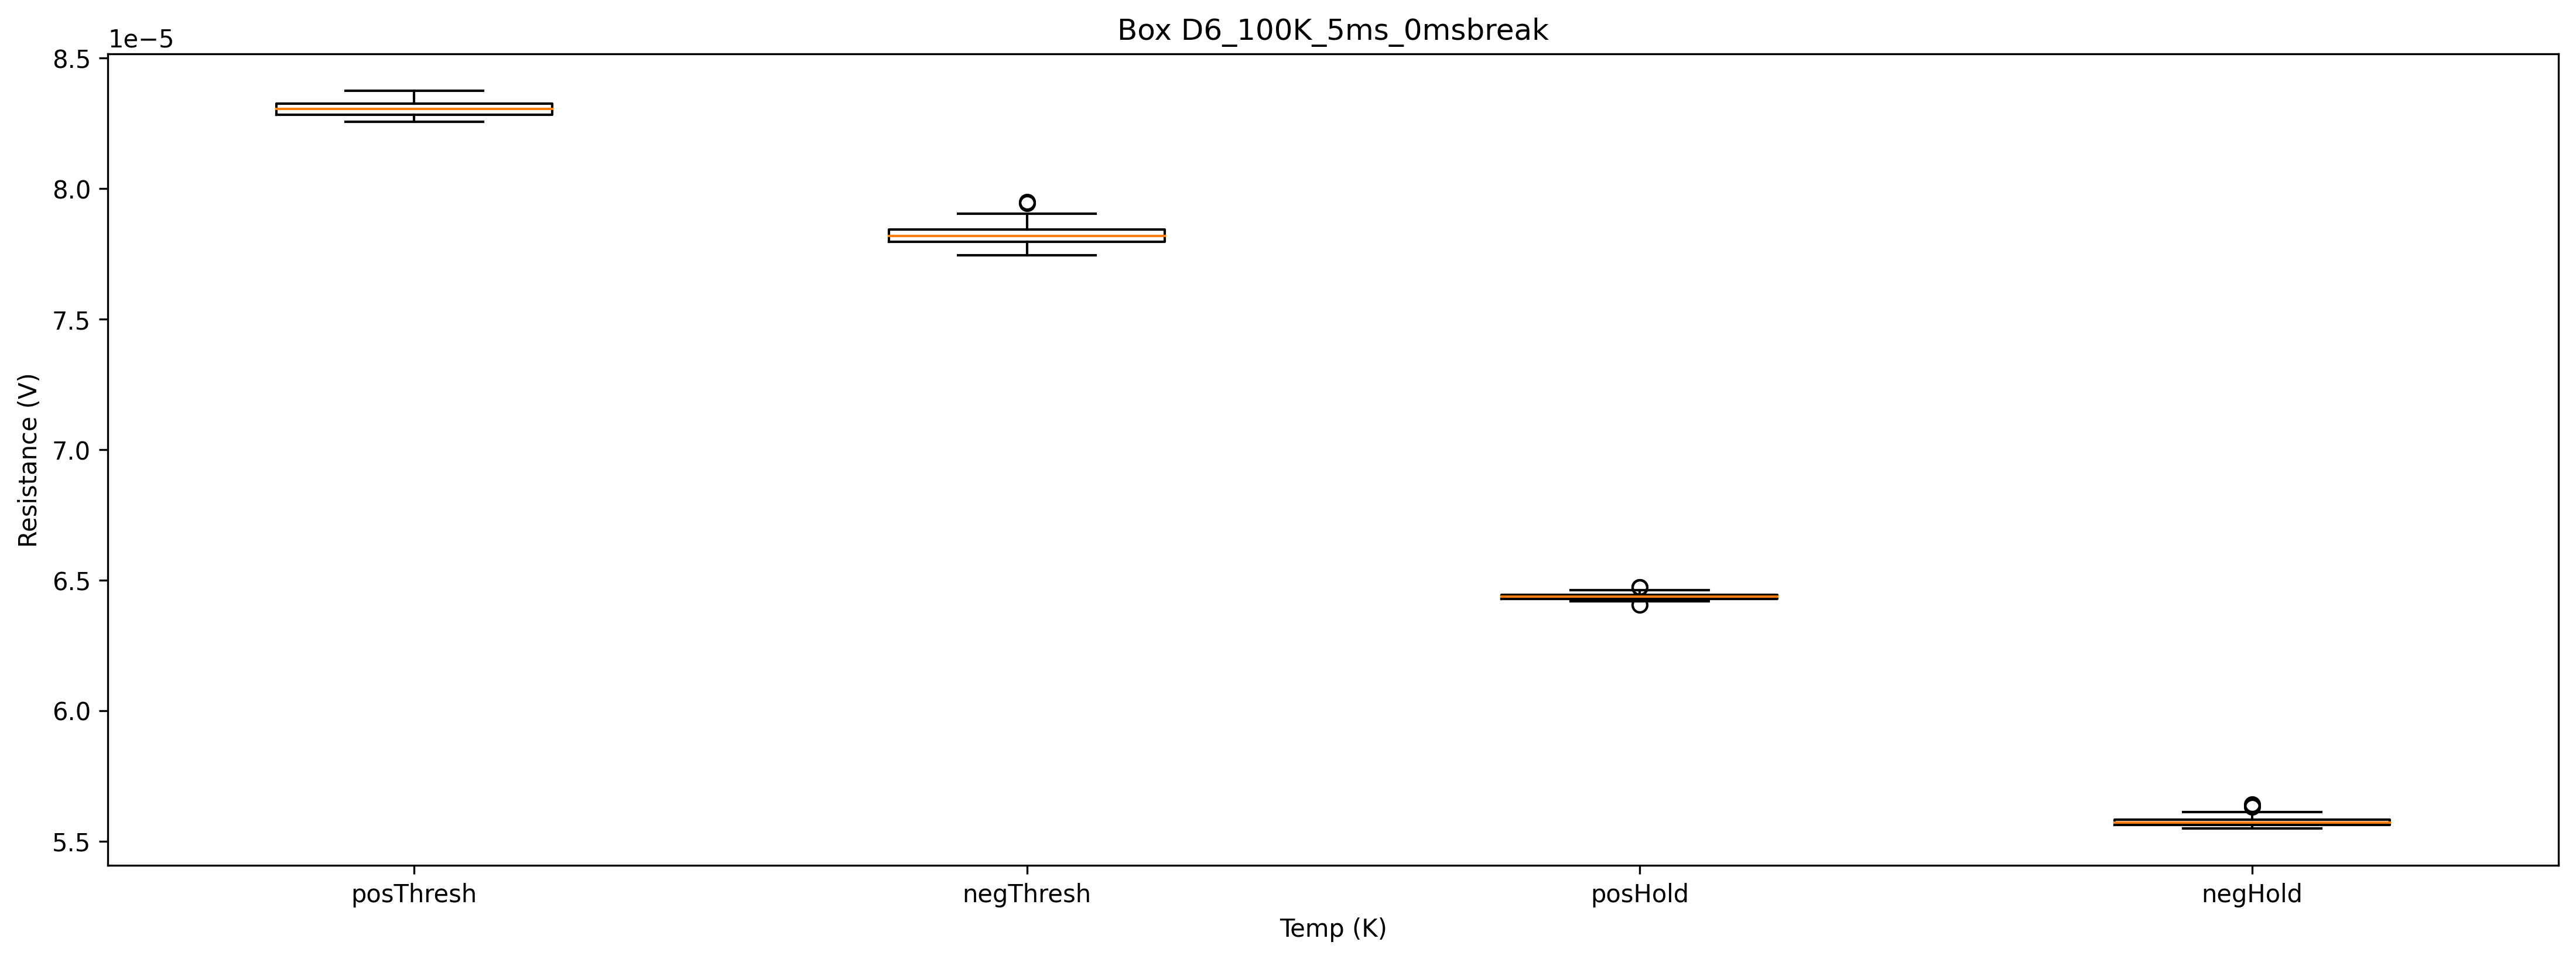 Box D6_100K_5ms_0msbreak
1e−5
8.5
8.0
7.5
7.0
6.5
6.0
5.5
Resistance (V)
posThresh negThresh posHold negHold
Temp (K)